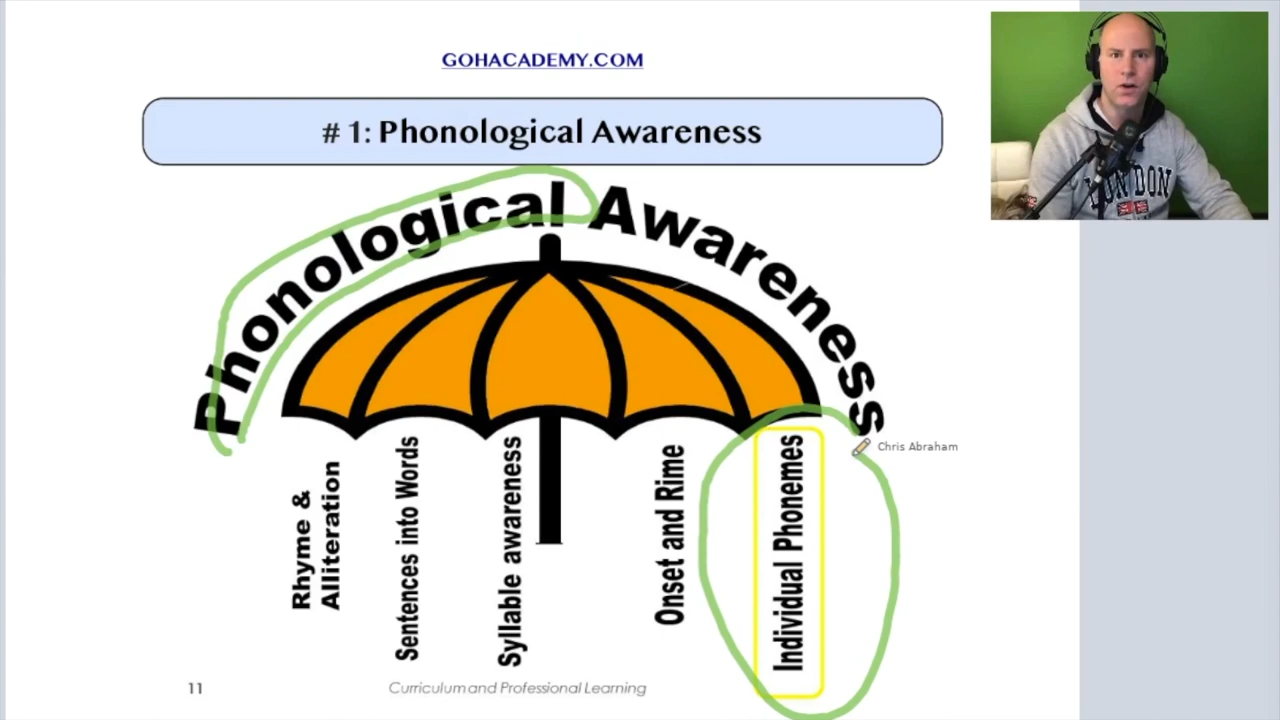 GOHACADEMY.COM
# 1: Phonological Awareness
Phonological Awareness
Rhyme &
Alliteration
Sentences into Words
Syllable awareness
Onset and Rime
Individual Phonemes
Chris Abraham
11
Curriculum and Professional Learning
LONDON